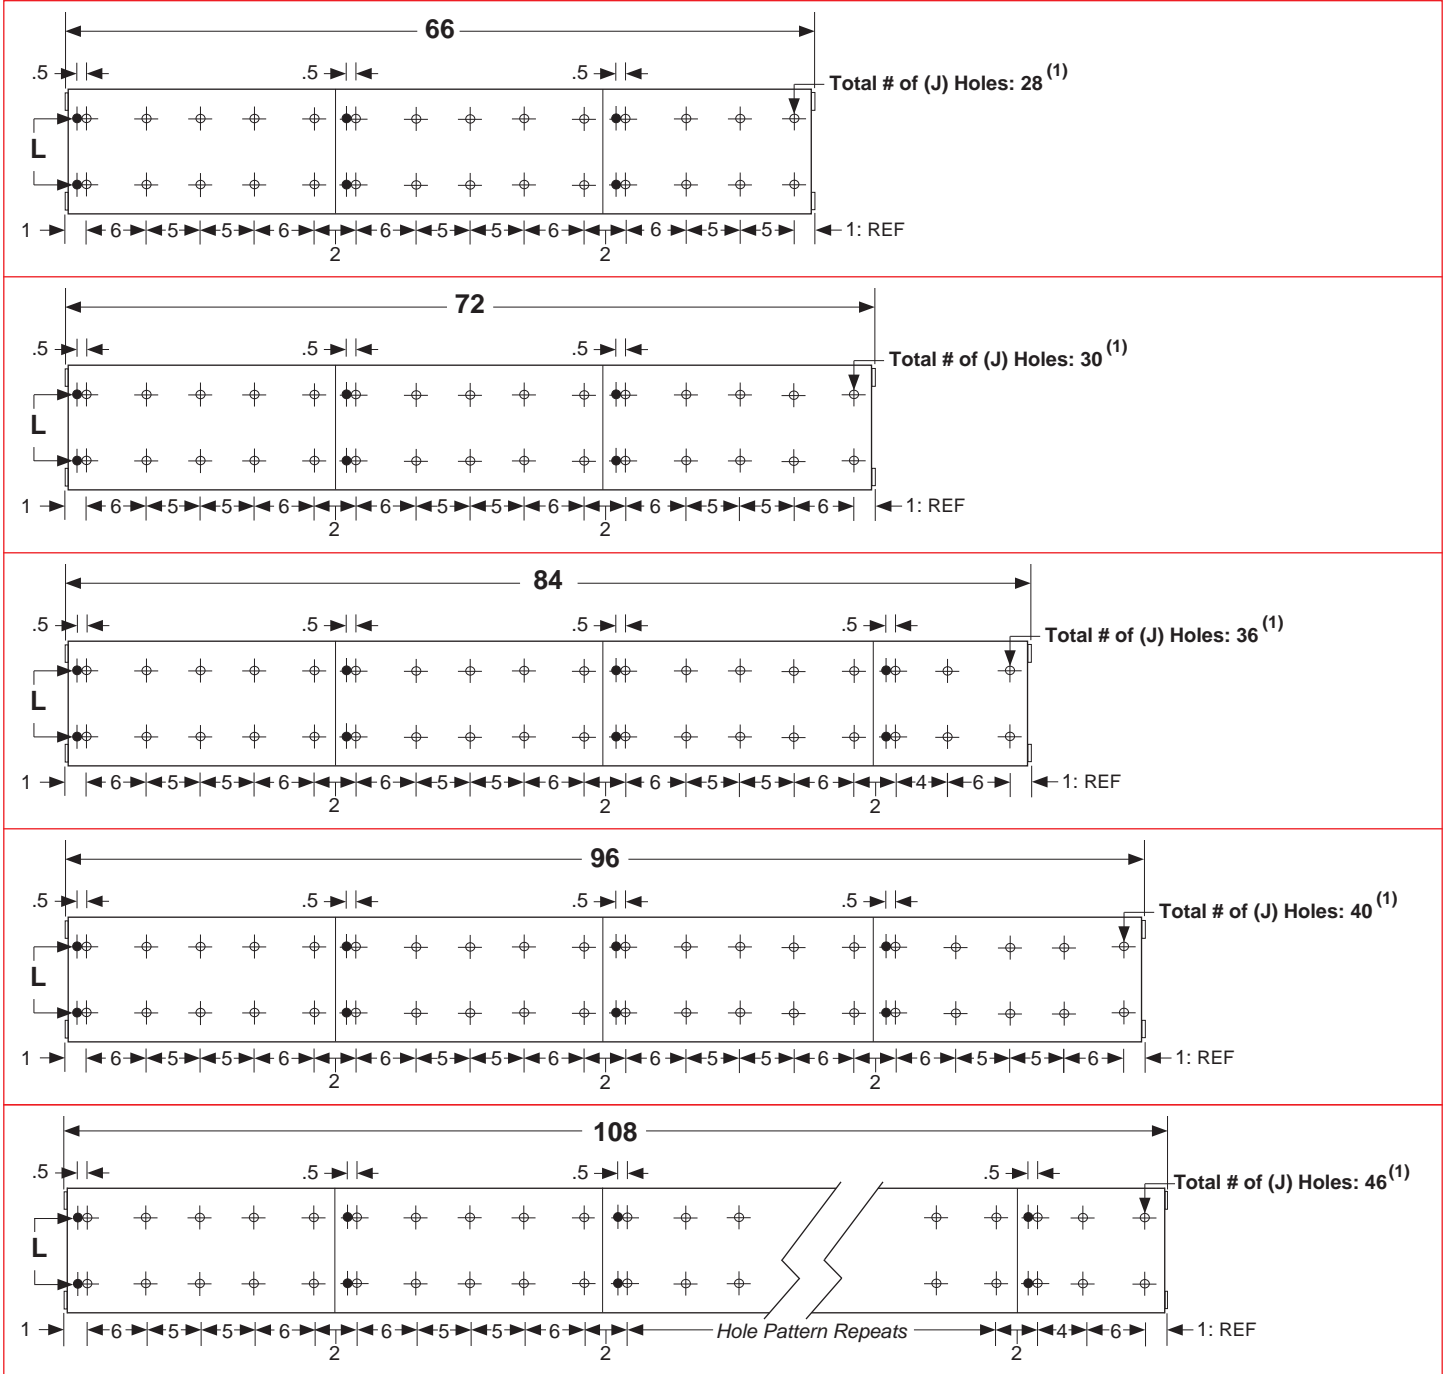 66
.5 .5 .5
Total # of (J) Holes: 28 (1)
L
1 6 5 5 6 6 5 5 6 6 5 5 1: REF
2 2
72
.5 .5 .5
Total # of (J) Holes: 30 (1)
L
1 6 5 5 6 6 5 5 6 6 5 5 6 1: REF
2 2
84
.5 .5 .5 .5
Total # of (J) Holes: 36 (1)
L
1 6 5 5 6 6 5 5 6 6 5 5 6 4 6 1: REF
2 2 2
96
.5 .5 .5 .5
Total # of (J) Holes: 40 (1)
L
1 6 5 5 6 6 5 5 6 6 5 5 6 6 5 5 6 1: REF
2 2 2
108
.5 .5 .5 .5
Total # of (J) Holes: 46 (1)
L
1 6 5 5 6 6 5 5 6 Hole Pattern Repeats 4 6 1: REF
2 2 2